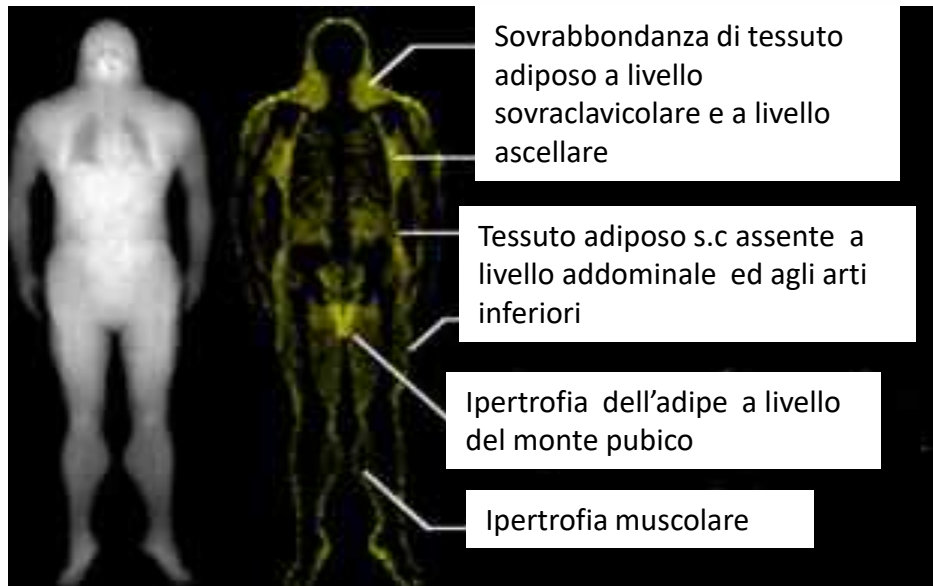 Sovrabbondanza di tessuto
adiposo a livello
sovraclavicolare e a livello
ascellare
Tessuto adiposo s.c assente a
livello addominale ed agli arti
inferiori
Ipertrofia dell’adipe a livello
del monte pubico
Ipertrofia muscolare